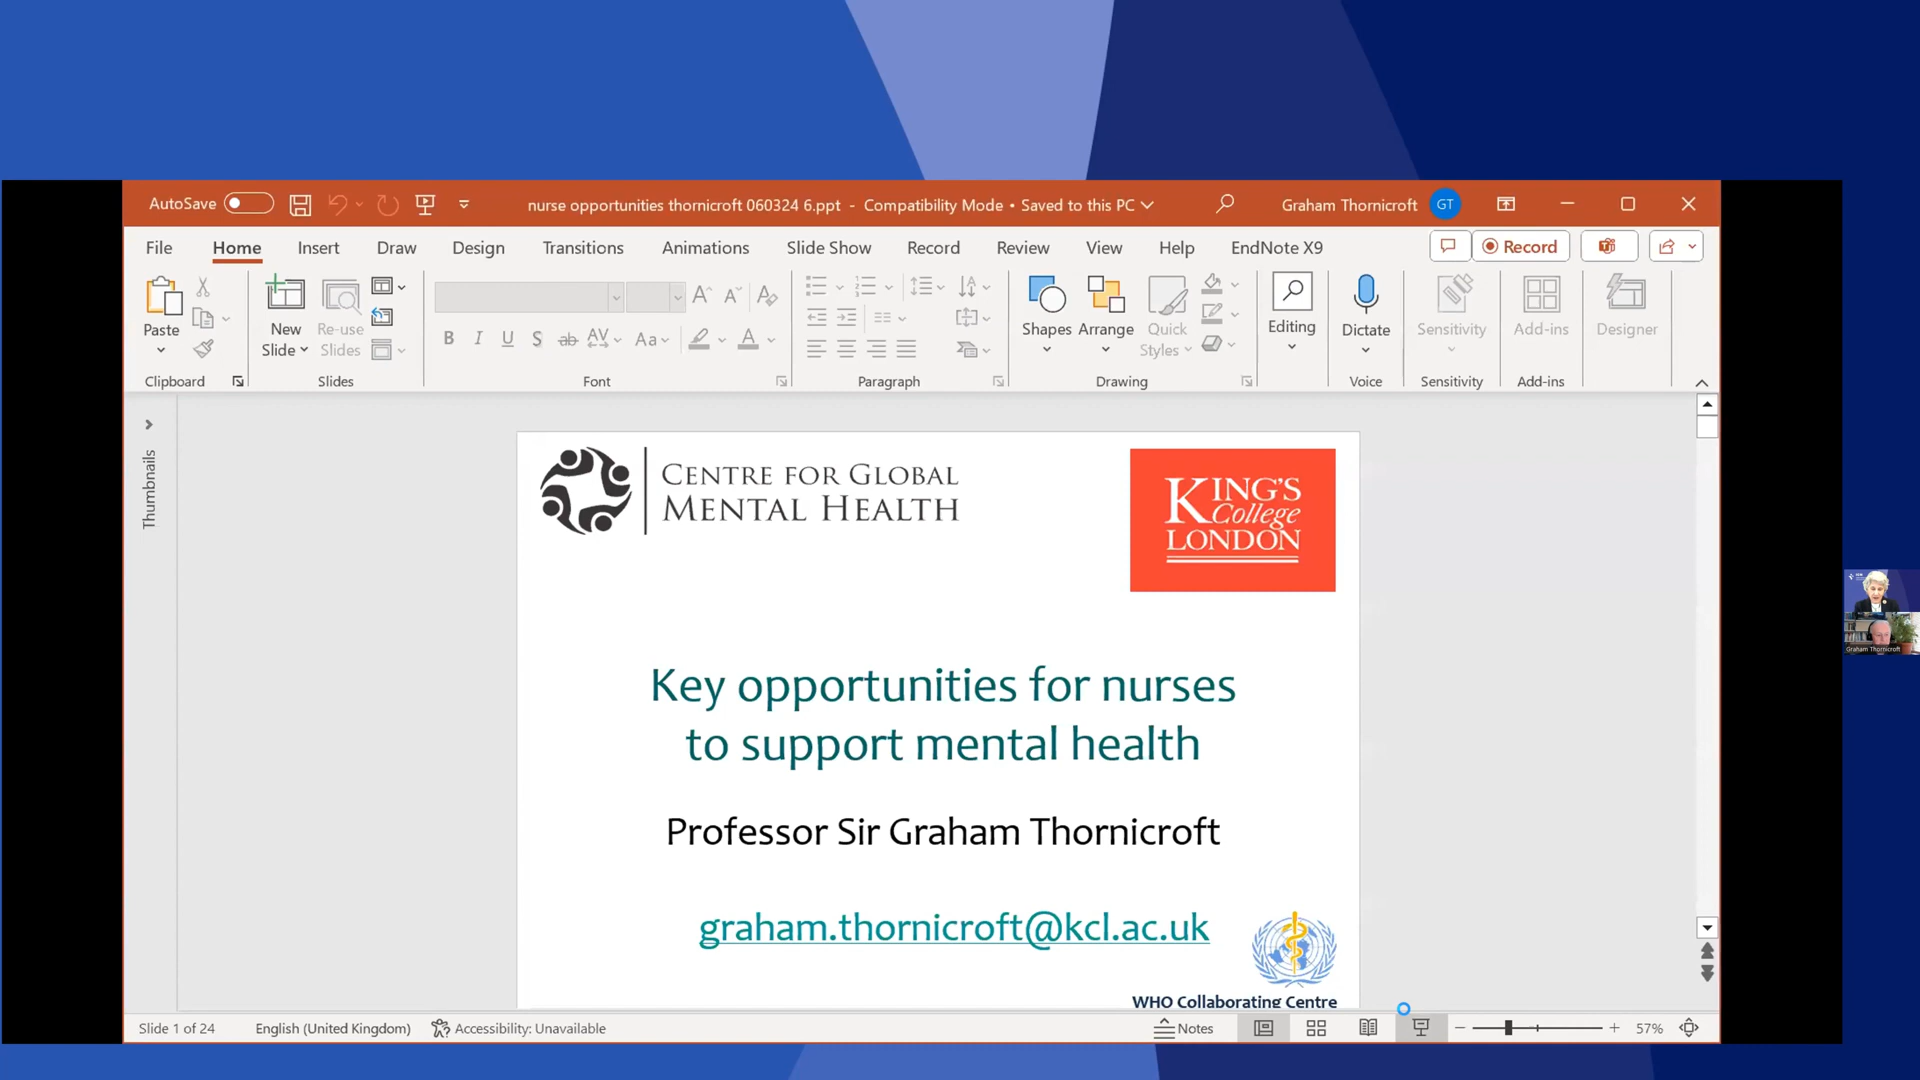 AutoSave
nurse opportunities thornicroft 060324 6.ppt - Compatibility Mode • Saved to this PC
Graham Thornicroft
GT
File Home Insert Draw Design Transitions Animations Slide Show Record Review View Help EndNote X9
Record
Paste
New
Slide
Re-use
Slides
Shapes
Arrange
Quick
Styles
Editing
Dictate
Sensitivity
Add-ins
Designer
Clipboard
Slides
Font
Paragraph
Drawing
Voice
Sensitivity
Add-ins
Thumbnails
CENTRE FOR GLOBAL
MENTAL HEALTH
KING'S
College
LONDON
Key opportunities for nurses
to support mental health
Professor Sir Graham Thornicroft
graham.thornicroft@kcl.ac.uk
WHO Collaborating Centre
Graham Thornicroft
Slide 1 of 24
English (United Kingdom)
Accessibility: Unavailable
Notes
57%